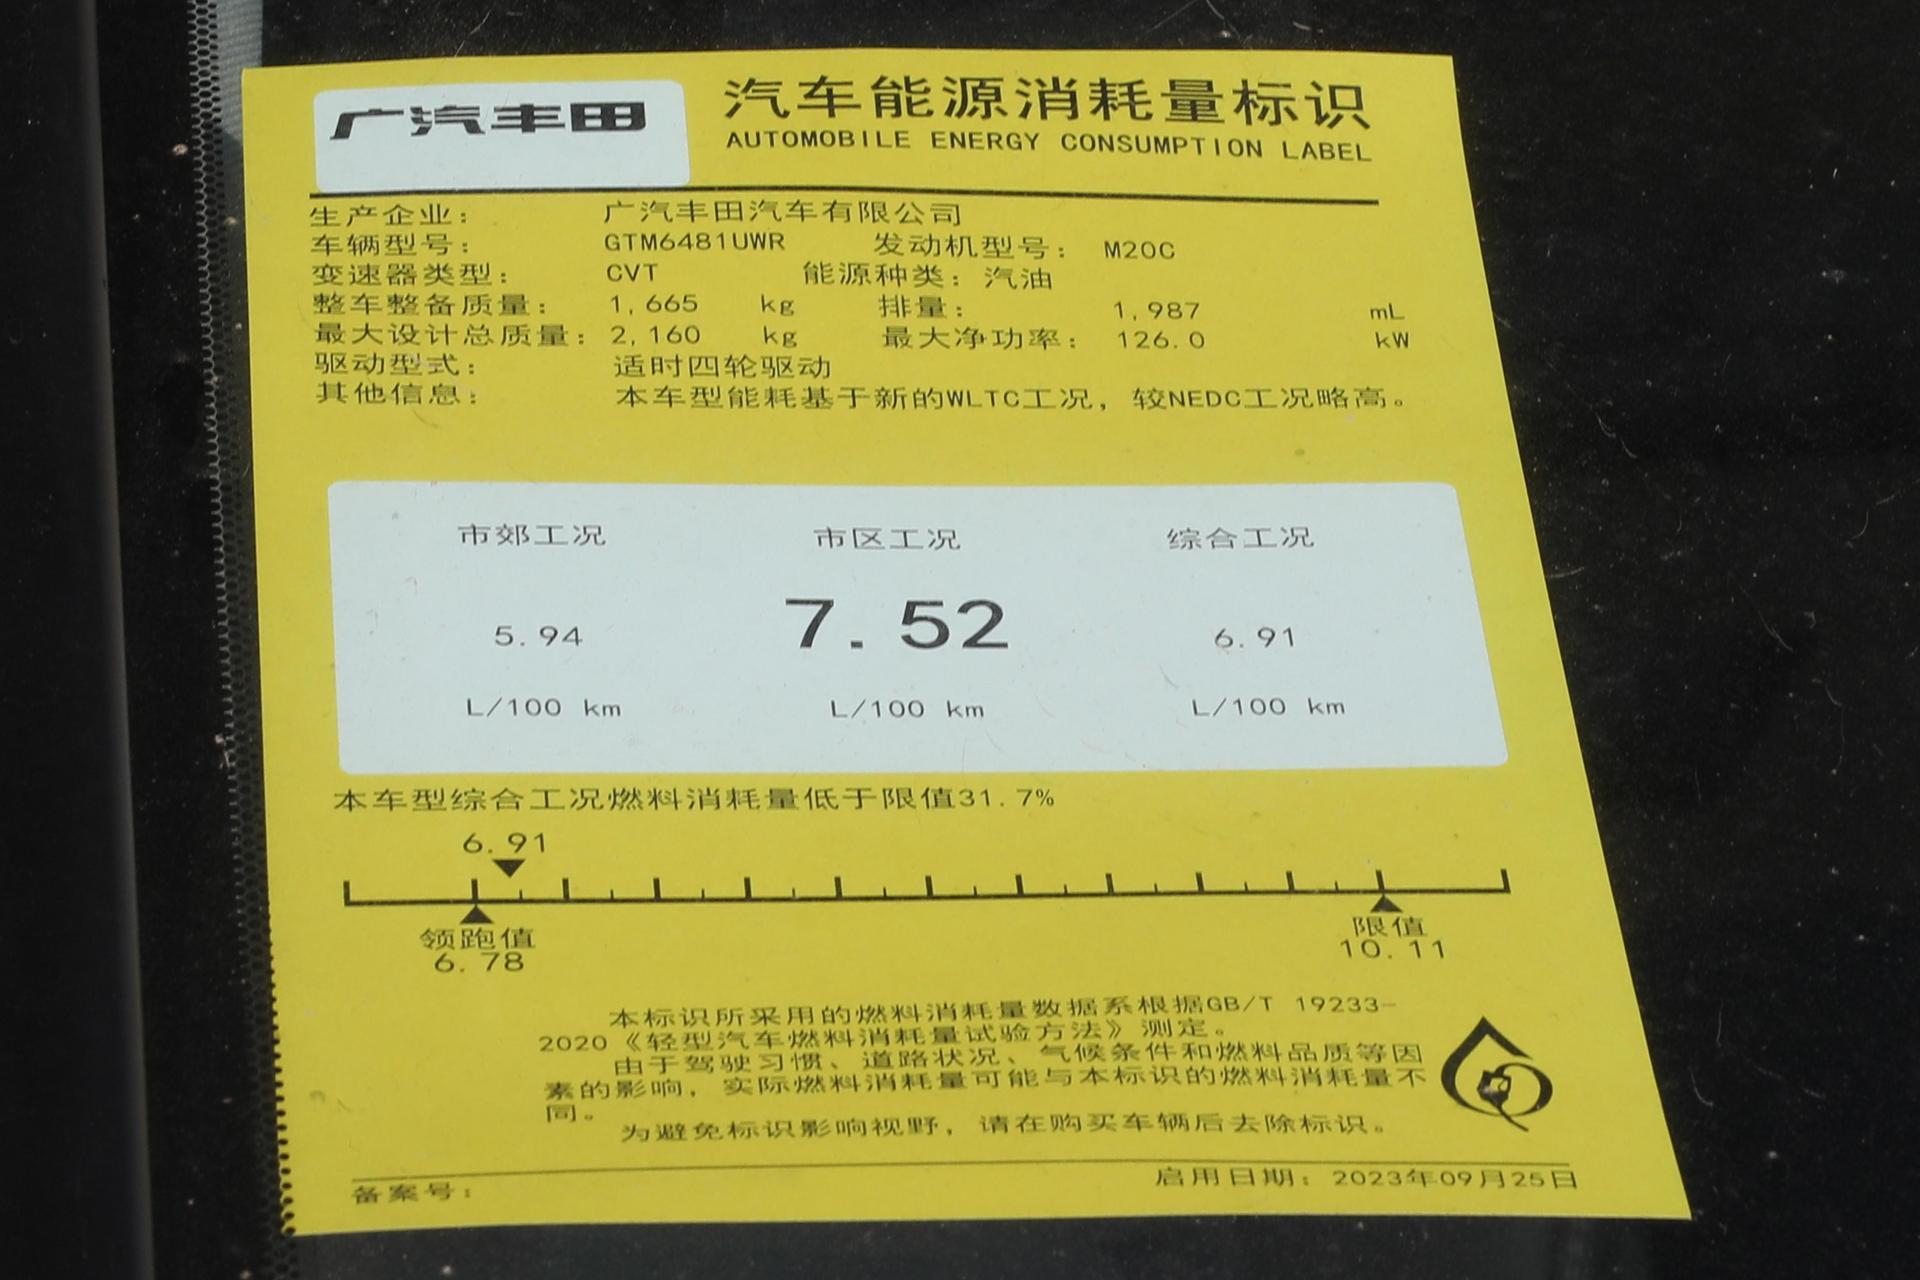 广汽丰田
汽车能源消耗量标识
AUTOMOBILE ENERGY CONSUMPTION LABEL
生产企业： 广汽丰田汽车有限公司
车辆型号： GTM6481UWR 发动机型号： M20C
变速器类型： CVT 能源种类：汽油
整车整备质量： 1,665 kg 排量： 1,987 mL
最大设计总质量： 2,160 kg 最大净功率： 126.0 kW
驱动型式： 适时四轮驱动
其他信息： 本车型能耗基于新的WLTC工况，较NEDC工况略高。
市郊工况 市区工况 综合工况
5.94 7.52 6.91
L/100 km L/100 km L/100 km
本车型综合工况燃料消耗量低于限值31.7%
6.91
领跑值 限值
6.78 10.11
本标识所采用的燃料消耗量数据系根据GB/T 19233-
2020《轻型汽车燃料消耗量试验方法》测定。
由于驾驶习惯、道路状况、气候条件和燃料品质等因
素的影响，实际燃料消耗量可能与本标识的燃料消耗量不
同。
为避免标识影响视野，请在购买车辆后去除标识。
备案号： 启用日期：2023年09月25日